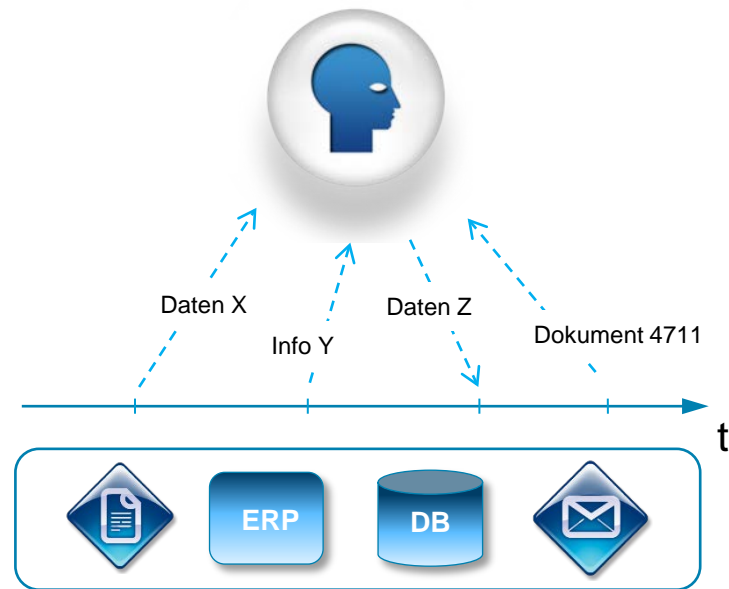 Daten X
Info Y
Daten Z
Dokument 4711
t
ERP
DB